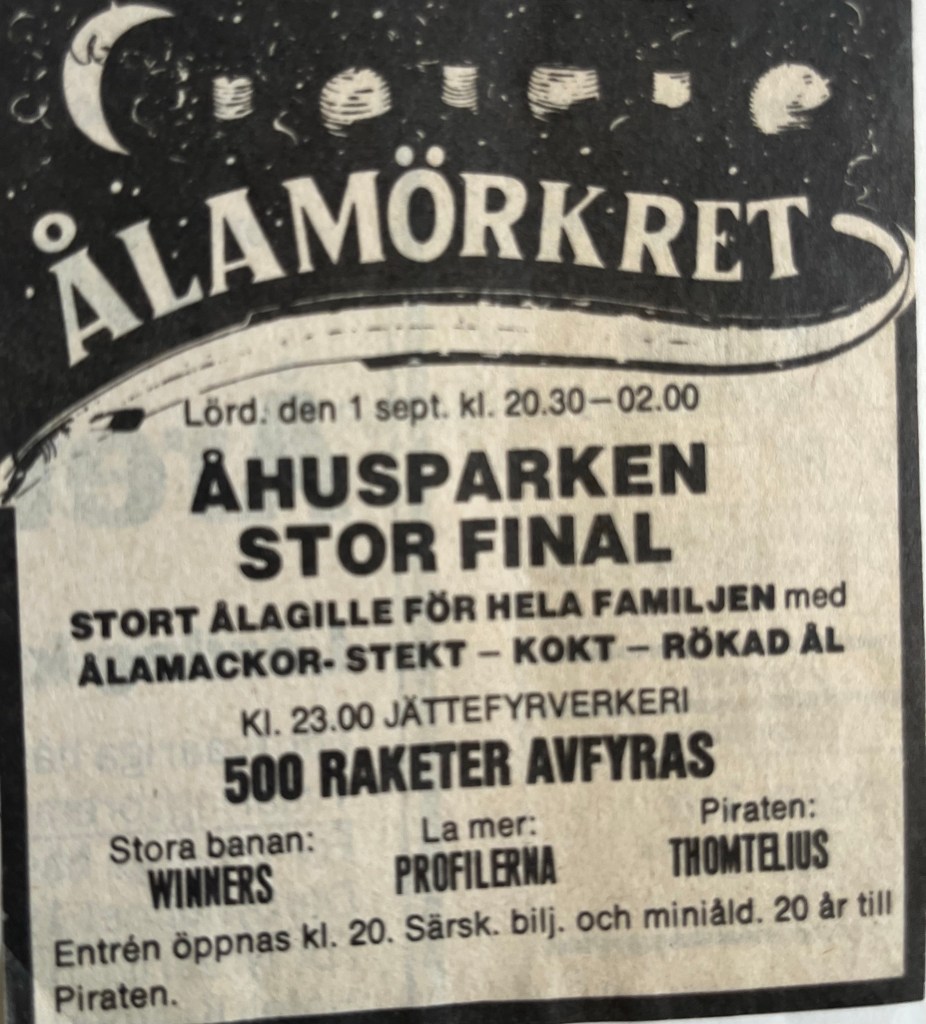 ÅLAMÖRKRET
Lörd. den 1 sept. kl. 20.30–02.00
ÅHUSPARKEN
STOR FINAL
STORT ÅLAGILLE FÖR HELA FAMILJEN med
ÅLAMACKOR- STEKT – KOKT – RÖKAD ÅL
Kl. 23.00 JÄTTEFYRVERKERI
500 RAKETER AVFYRAS
Stora banan: La mer: Piraten:
WINNERS PROFILERNA THOMTELIUS
Entrén öppnas kl. 20. Särsk. bilj. och miniåld. 20 år till
Piraten.